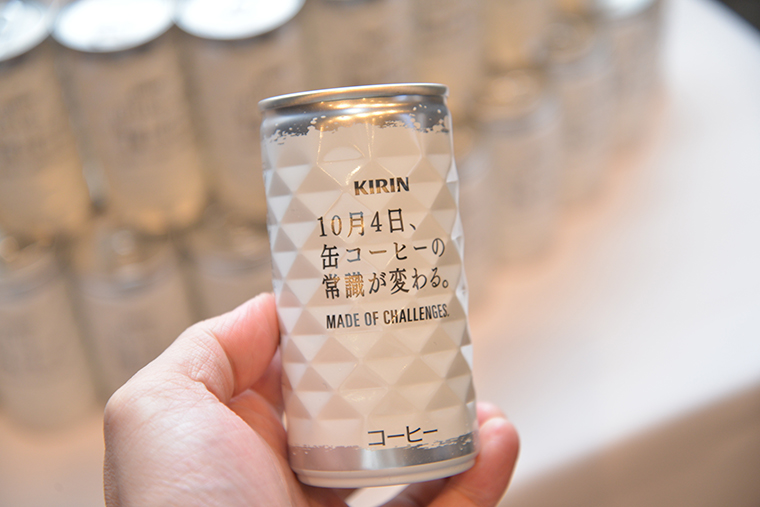 KIRIN
10月4日、
缶コーヒーの
常識が変わる。
MADE OF CHALLENGES.
コーヒー